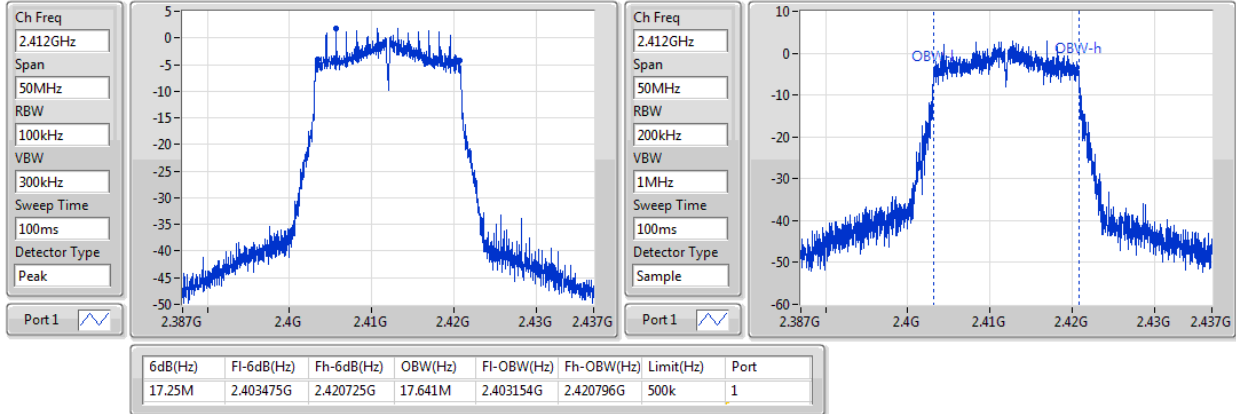 Ch Freq
2.412GHz
Span
50MHz
RBW
100kHz
VBW
300kHz
Sweep Time
100ms
Detector Type
Peak
Port 1
5
0
-5
-10
-15
-20
-25
-30
-35
-40
-45
-50
2.387G 2.4G 2.41G 2.42G 2.43G 2.437G
Ch Freq
2.412GHz
Span
50MHz
RBW
200kHz
VBW
1MHz
Sweep Time
100ms
Detector Type
Sample
Port 1
10
0
-10
-20
-30
-40
-50
-60
OBW-h
2.387G 2.4G 2.41G 2.42G 2.43G 2.437G
6dB(Hz) Fl-6dB(Hz) Fh-6dB(Hz) OBW(Hz) Fl-OBW(Hz) Fh-OBW(Hz) Limit(Hz) Port
17.25M 2.403475G 2.420725G 17.641M 2.403154G 2.420796G 500k 1